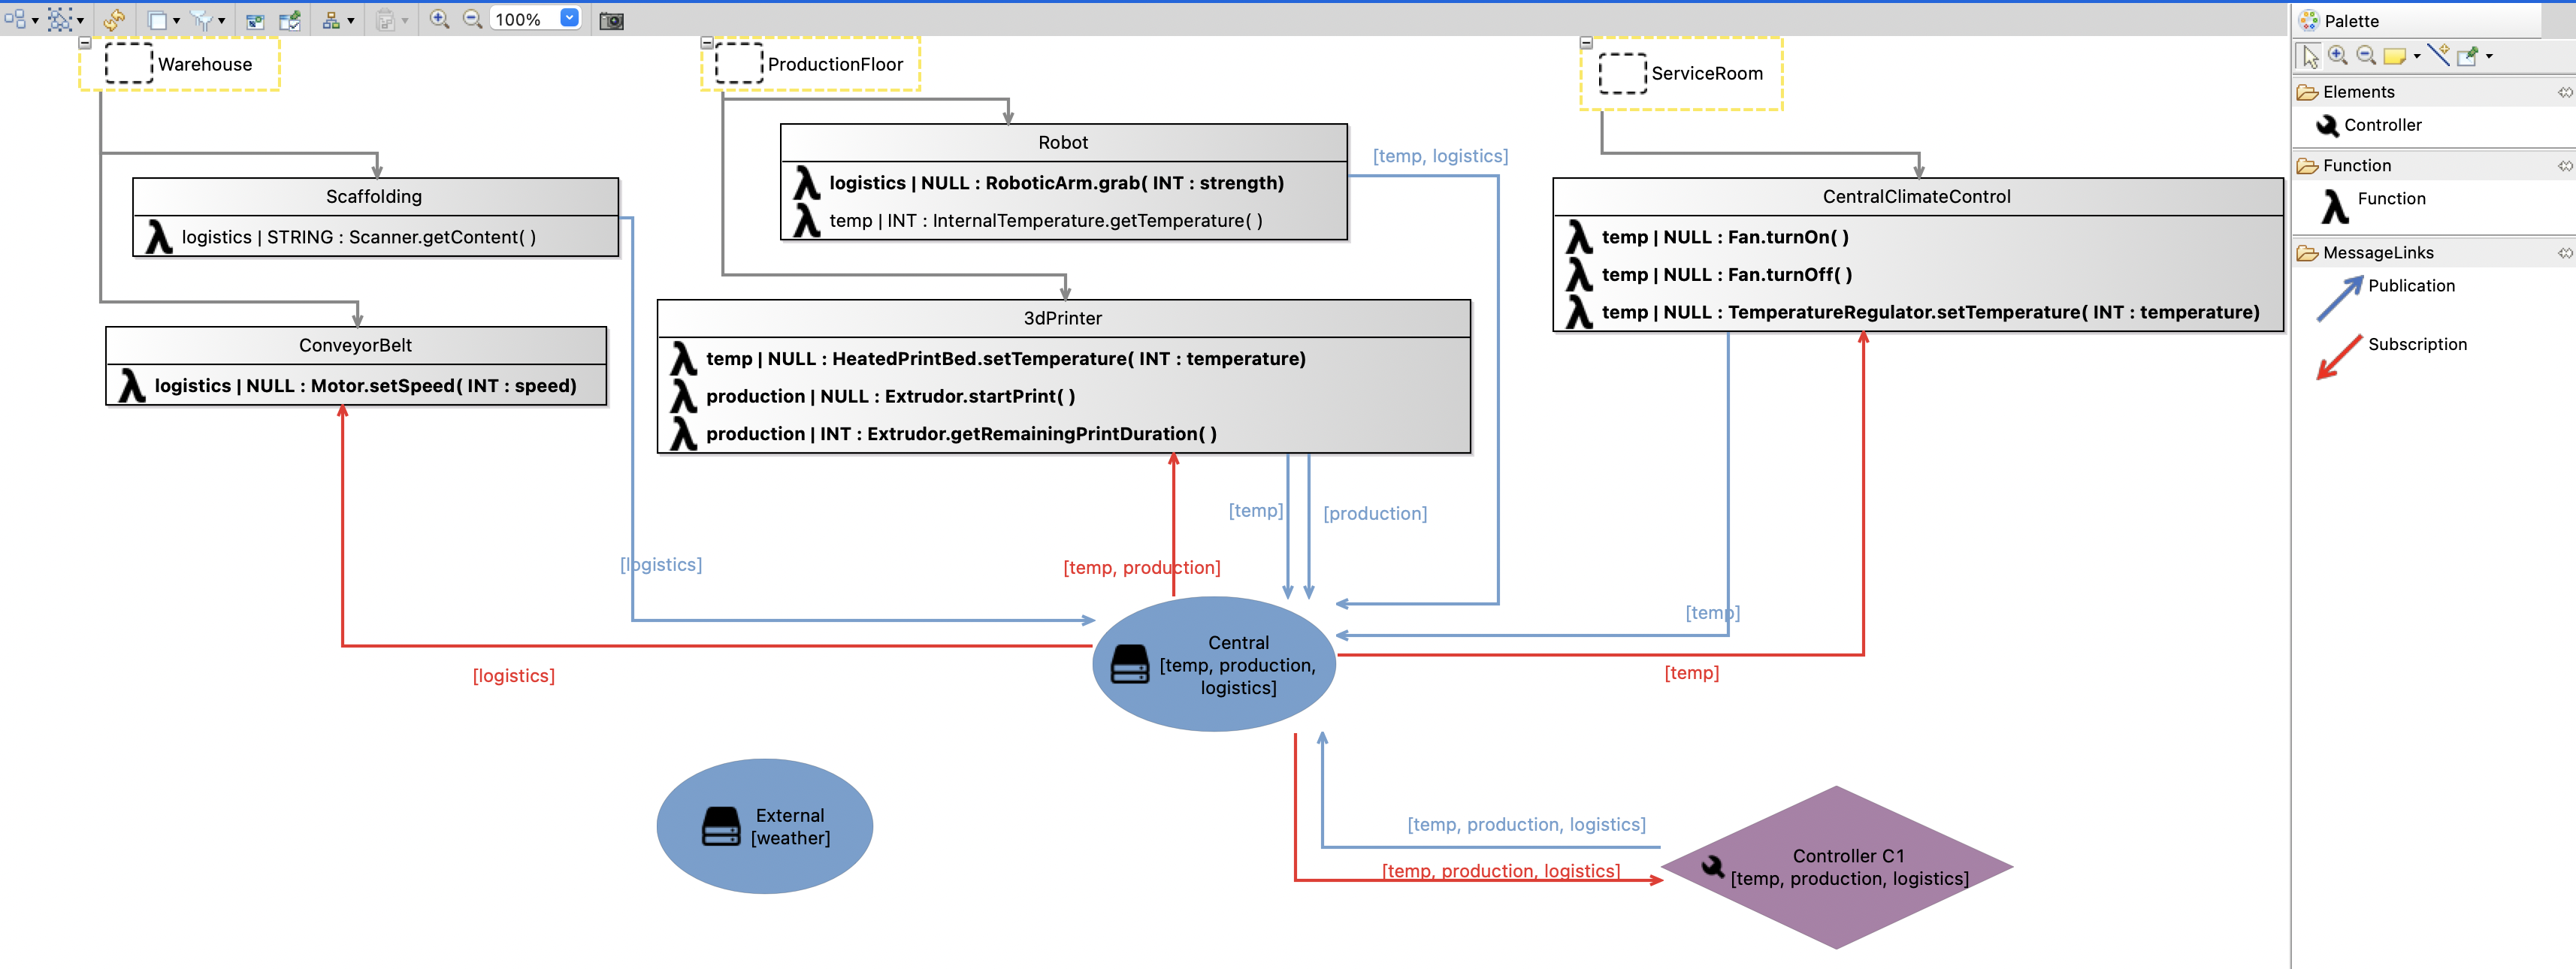 100%
Palette
Elements
Controller
Function
Function
MessageLinks
Publication
Subscription
Warehouse
Scaffolding
logistics | STRING : Scanner.getContent( )
ConveyorBelt
logistics | NULL : Motor.setSpeed( INT : speed)
ProductionFloor
Robot
logistics | NULL : RoboticArm.grab( INT : strength)
temp | INT : InternalTemperature.getTemperature( )
3dPrinter
temp | NULL : HeatedPrintBed.setTemperature( INT : temperature)
production | NULL : Extrudor.startPrint( )
production | INT : Extrudor.getRemainingPrintDuration( )
ServiceRoom
CentralClimateControl
temp | NULL : Fan.turnOn( )
temp | NULL : Fan.turnOff( )
temp | NULL : TemperatureRegulator.setTemperature( INT : temperature)
[temp, logistics]
[temp]
[production]
[logistics]
[temp, production]
[temp]
[logistics]
[temp]
Central
[temp, production,
logistics]
External
[weather]
[temp, production, logistics]
[temp, production, logistics]
Controller C1
[temp, production, logistics]